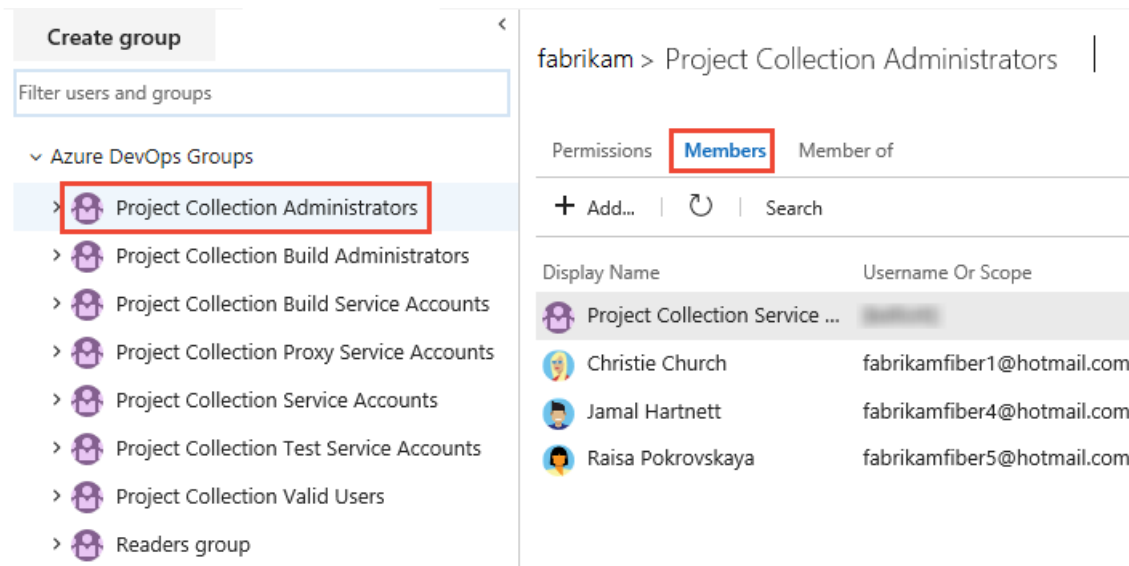 Create group
Filter users and groups
Azure DevOps Groups
Project Collection Administrators
Project Collection Build Administrators
Project Collection Build Service Accounts
Project Collection Proxy Service Accounts
Project Collection Service Accounts
Project Collection Test Service Accounts
Project Collection Valid Users
Readers group
fabrikam > Project Collection Administrators
Permissions Members Member of
+ Add... Search
Display Name Username Or Scope
Project Collection Service ...
Christie Church fabrikamfiber1@hotmail.com
Jamal Hartnett fabrikamfiber4@hotmail.com
Raisa Pokrovskaya fabrikamfiber5@hotmail.com